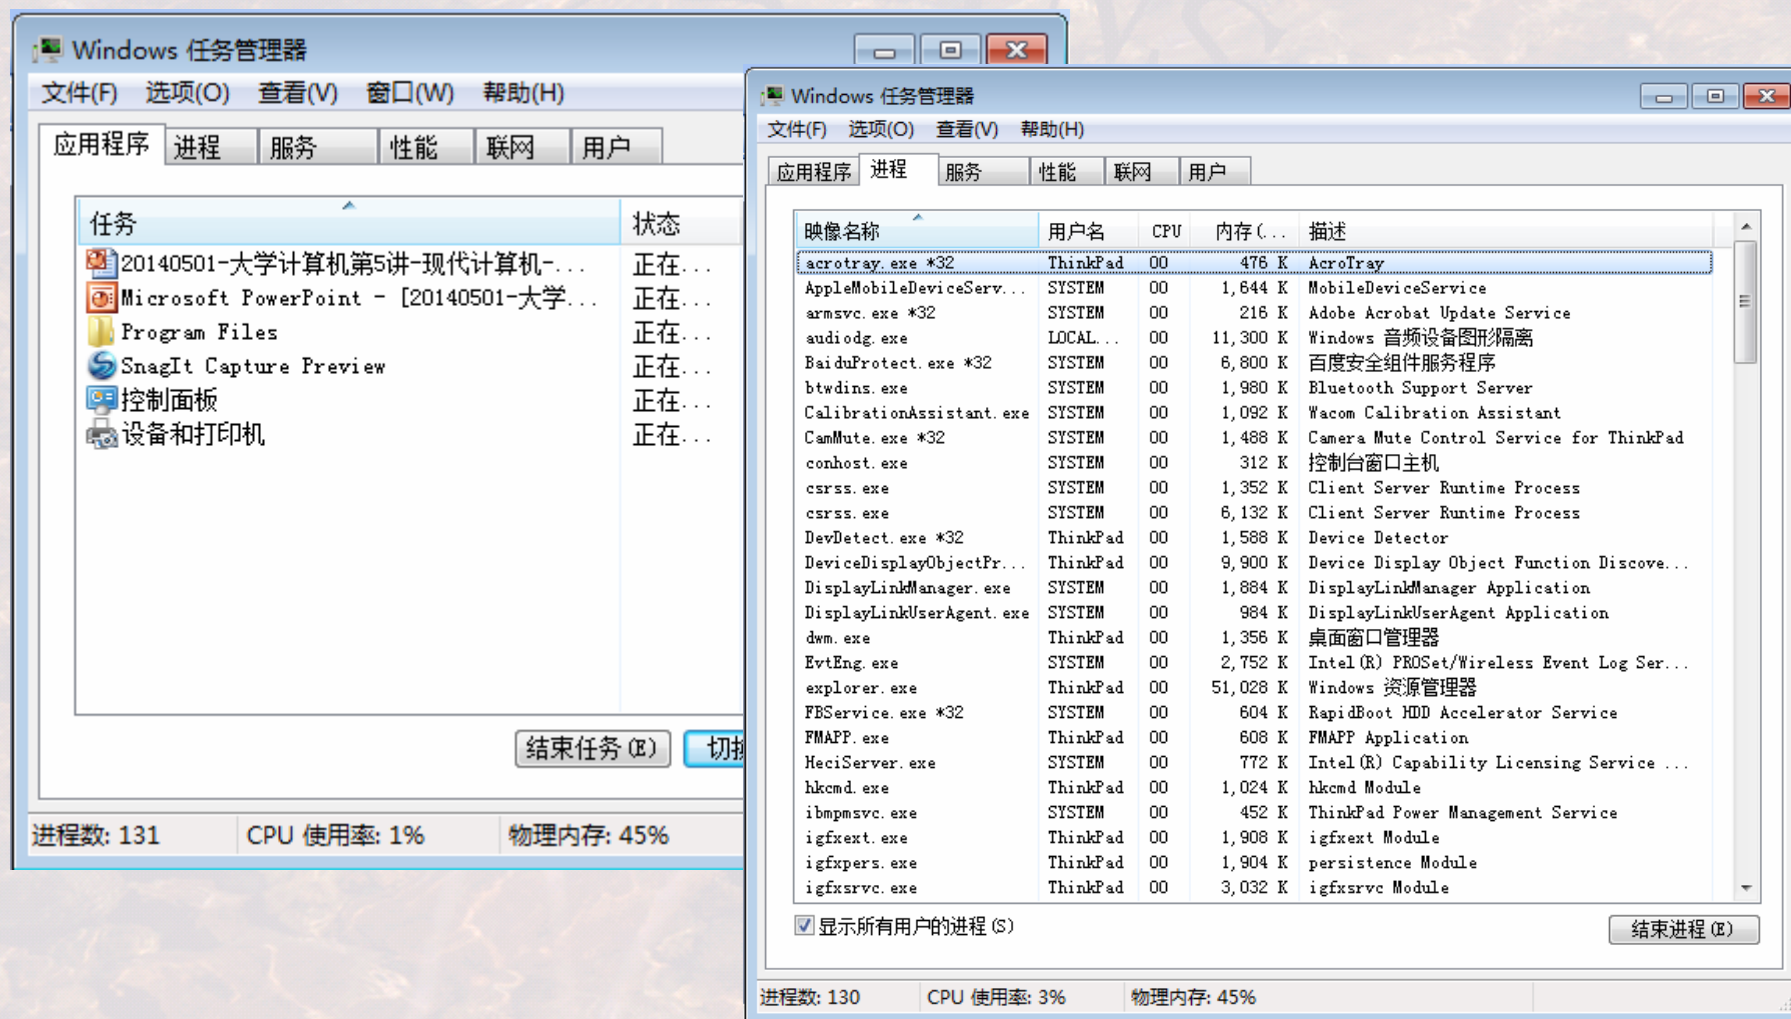 Windows 任务管理器
文件(F) 选项(O) 查看(V) 窗口(W) 帮助(H)
应用程序 进程 服务 性能 联网 用户
任务 状态
20140501-大学计算机第5讲-现代计算机-... 正在...
Microsoft PowerPoint - [20140501-大学... 正在...
Program Files 正在...
SnagIt Capture Preview 正在...
控制面板 正在...
设备和打印机 正在...
结束任务(E) 切换
进程数: 131 CPU 使用率: 1% 物理内存: 45%
Windows 任务管理器
文件(F) 选项(O) 查看(V) 帮助(H)
应用程序 进程 服务 性能 联网 用户
映像名称 用户名 CPU 内存(... 描述
acrotray.exe *32 ThinkPad 00 476 K AcroTray
AppleMobileDeviceServ... SYSTEM 00 1,644 K MobileDeviceService
armsvc.exe *32 SYSTEM 00 216 K Adobe Acrobat Update Service
audiodg.exe LOCAL... 00 11,300 K Windows 音频设备图形隔离
BaiduProtect.exe *32 SYSTEM 00 6,800 K 百度安全组件服务程序
btwdins.exe SYSTEM 00 1,980 K Bluetooth Support Server
CalibrationAssistant.exe SYSTEM 00 1,092 K Wacom Calibration Assistant
CamMute.exe *32 SYSTEM 00 1,488 K Camera Mute Control Service for ThinkPad
conhost.exe SYSTEM 00 312 K 控制台窗口主机
csrss.exe SYSTEM 00 1,352 K Client Server Runtime Process
csrss.exe SYSTEM 00 6,132 K Client Server Runtime Process
DevDetect.exe *32 ThinkPad 00 1,588 K Device Detector
DeviceDisplayObjectPr... ThinkPad 00 9,900 K Device Display Object Function Discove...
DisplayLinkManager.exe SYSTEM 00 1,884 K DisplayLinkManager Application
DisplayLinkUserAgent.exe SYSTEM 00 984 K DisplayLinkUserAgent Application
dwm.exe ThinkPad 00 1,356 K 桌面窗口管理器
EvtEng.exe SYSTEM 00 2,752 K Intel(R) PROSet/Wireless Event Log Ser...
explorer.exe ThinkPad 00 51,028 K Windows 资源管理器
FBService.exe *32 SYSTEM 00 604 K RapidBoot HDD Accelerator Service
FMAPP.exe ThinkPad 00 608 K FMAPP Application
HeciServer.exe SYSTEM 00 772 K Intel(R) Capability Licensing Service ...
hkcmd.exe ThinkPad 00 1,024 K hkcmd Module
ibmpmsvc.exe SYSTEM 00 452 K ThinkPad Power Management Service
igfxext.exe ThinkPad 00 1,908 K igfxext Module
igfxpers.exe ThinkPad 00 1,904 K persistence Module
igfxsrvc.exe ThinkPad 00 3,032 K igfxsrvc Module
显示所有用户的进程(S) 结束进程(E)
进程数: 130 CPU 使用率: 3% 物理内存: 45%